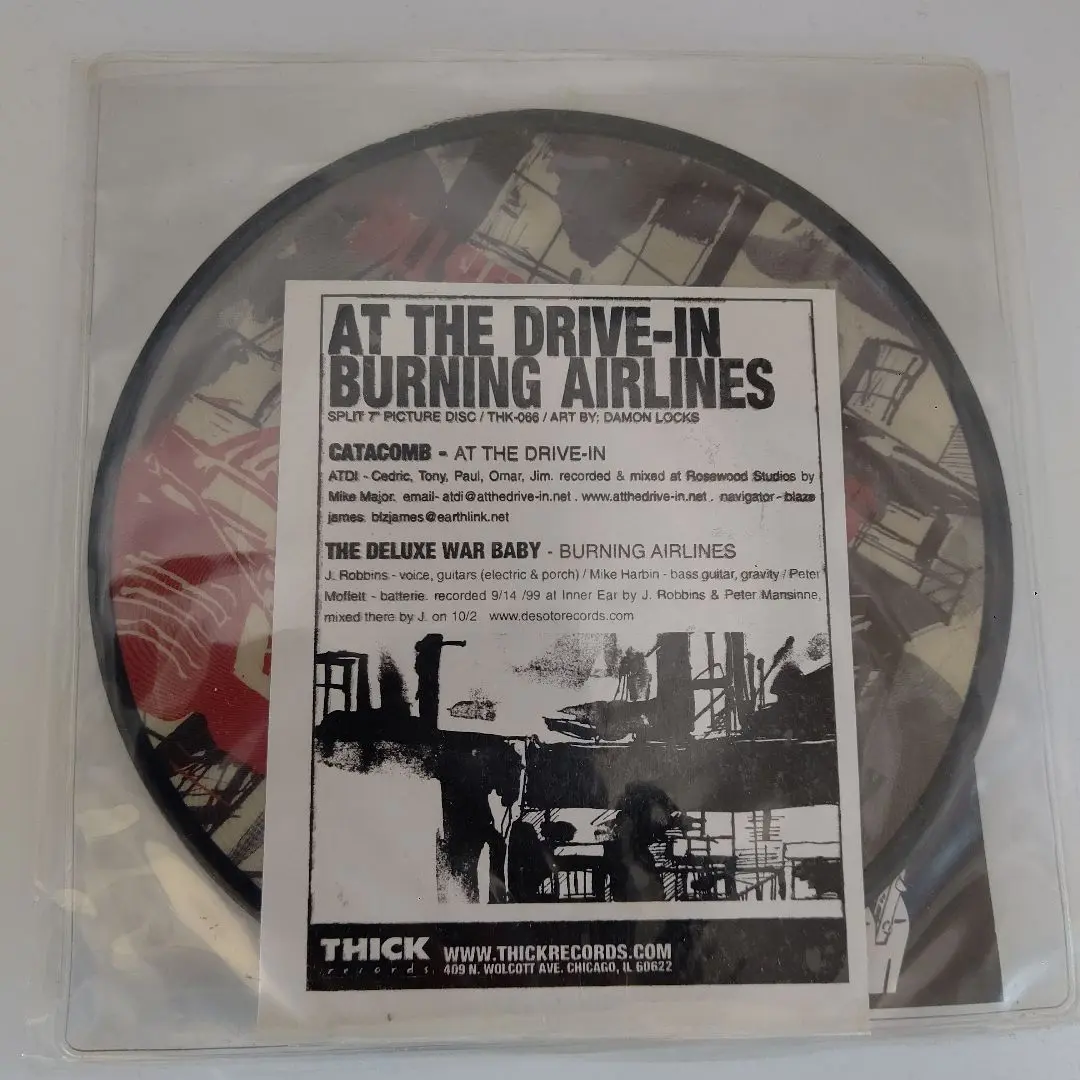 AT THE DRIVE-IN
BURNING AIRLINES
SPLIT 7" PICTURE DISC / THK-066 / ART BY: DAMON LOCKS
CATACOMB - AT THE DRIVE-IN
ATDI - Cedric, Tony, Paul, Omar, Jim. recorded & mixed at Rosewood Studios by
Mike Major. email- atdi@atthedrive-in.net . www.atthedrive-in.net . navigator - blaze
james. blzjames@earthlink.net
THE DELUXE WAR BABY - BURNING AIRLINES
J. Robbins - voice, guitars (electric & porch) / Mike Harbin - bass guitar, gravity / Peter
Moffett - batterie. recorded 9/14 /99 at Inner Ear by J. Robbins & Peter Mansinne,
mixed there by J. on 10/2 www.desotorecords.com
THICK
records
WWW.THICKRECORDS.COM
409 N. WOLCOTT AVE. CHICAGO, IL 60622